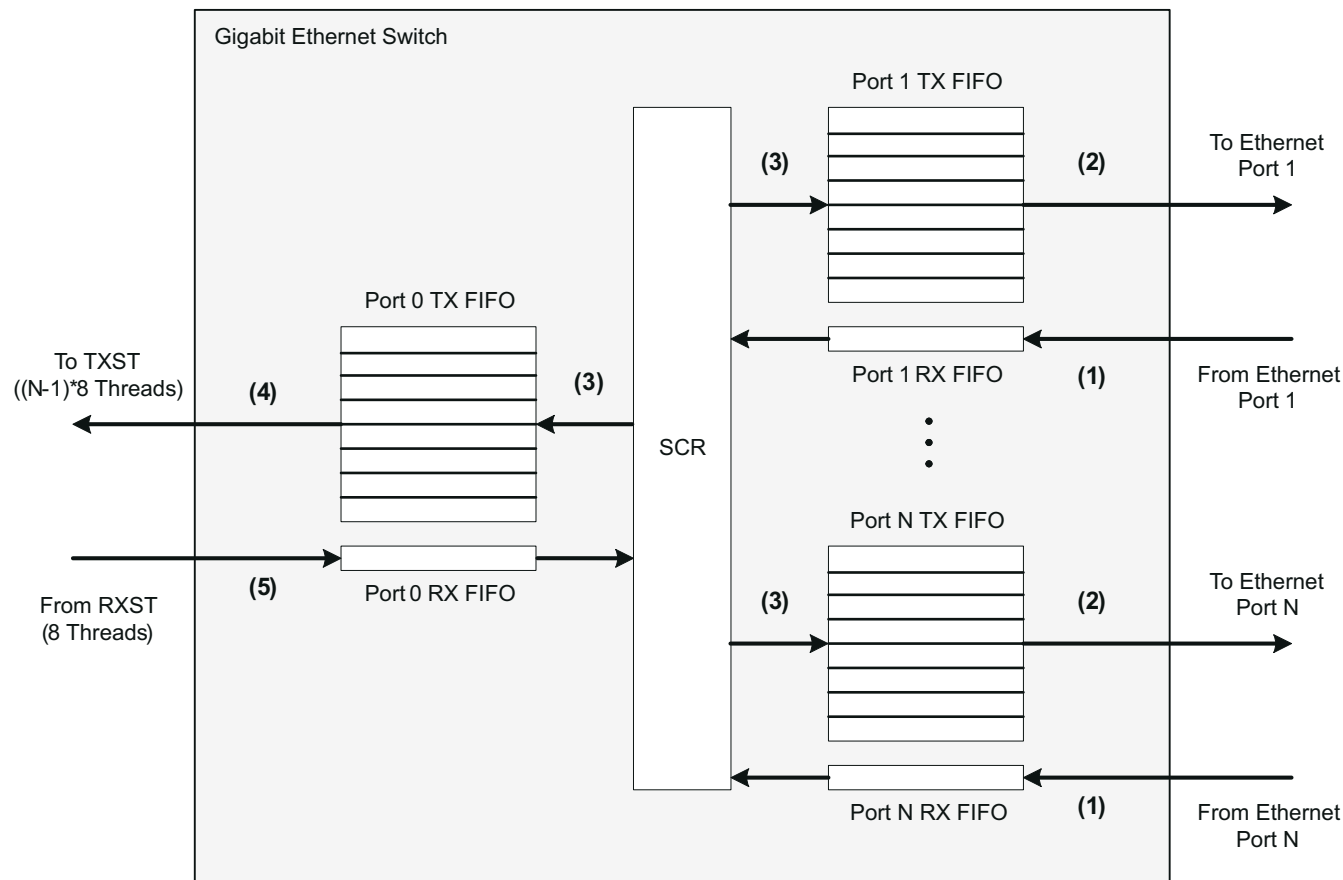 Gigabit Ethernet Switch
Port 1 TX FIFO
(3)
(2)
To Ethernet
Port 1
Port 0 TX FIFO
To TXST
((N-1)*8 Threads)
(4)
(3)
Port 1 RX FIFO
(1)
From Ethernet
Port 1
SCR
Port N TX FIFO
From RXST
(8 Threads)
(5)
Port 0 RX FIFO
(3)
(2)
To Ethernet
Port N
Port N RX FIFO
(1)
From Ethernet
Port N